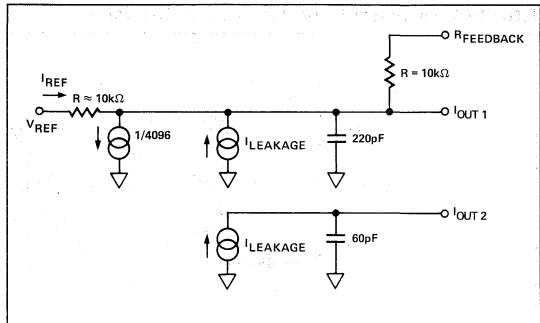 RFEEDBACK
IREF
R ≈ 10kΩ
R = 10kΩ
VREF
IOUT 1
1/4096
ILEAKAGE
220pF
IOUT 2
ILEAKAGE
60pF